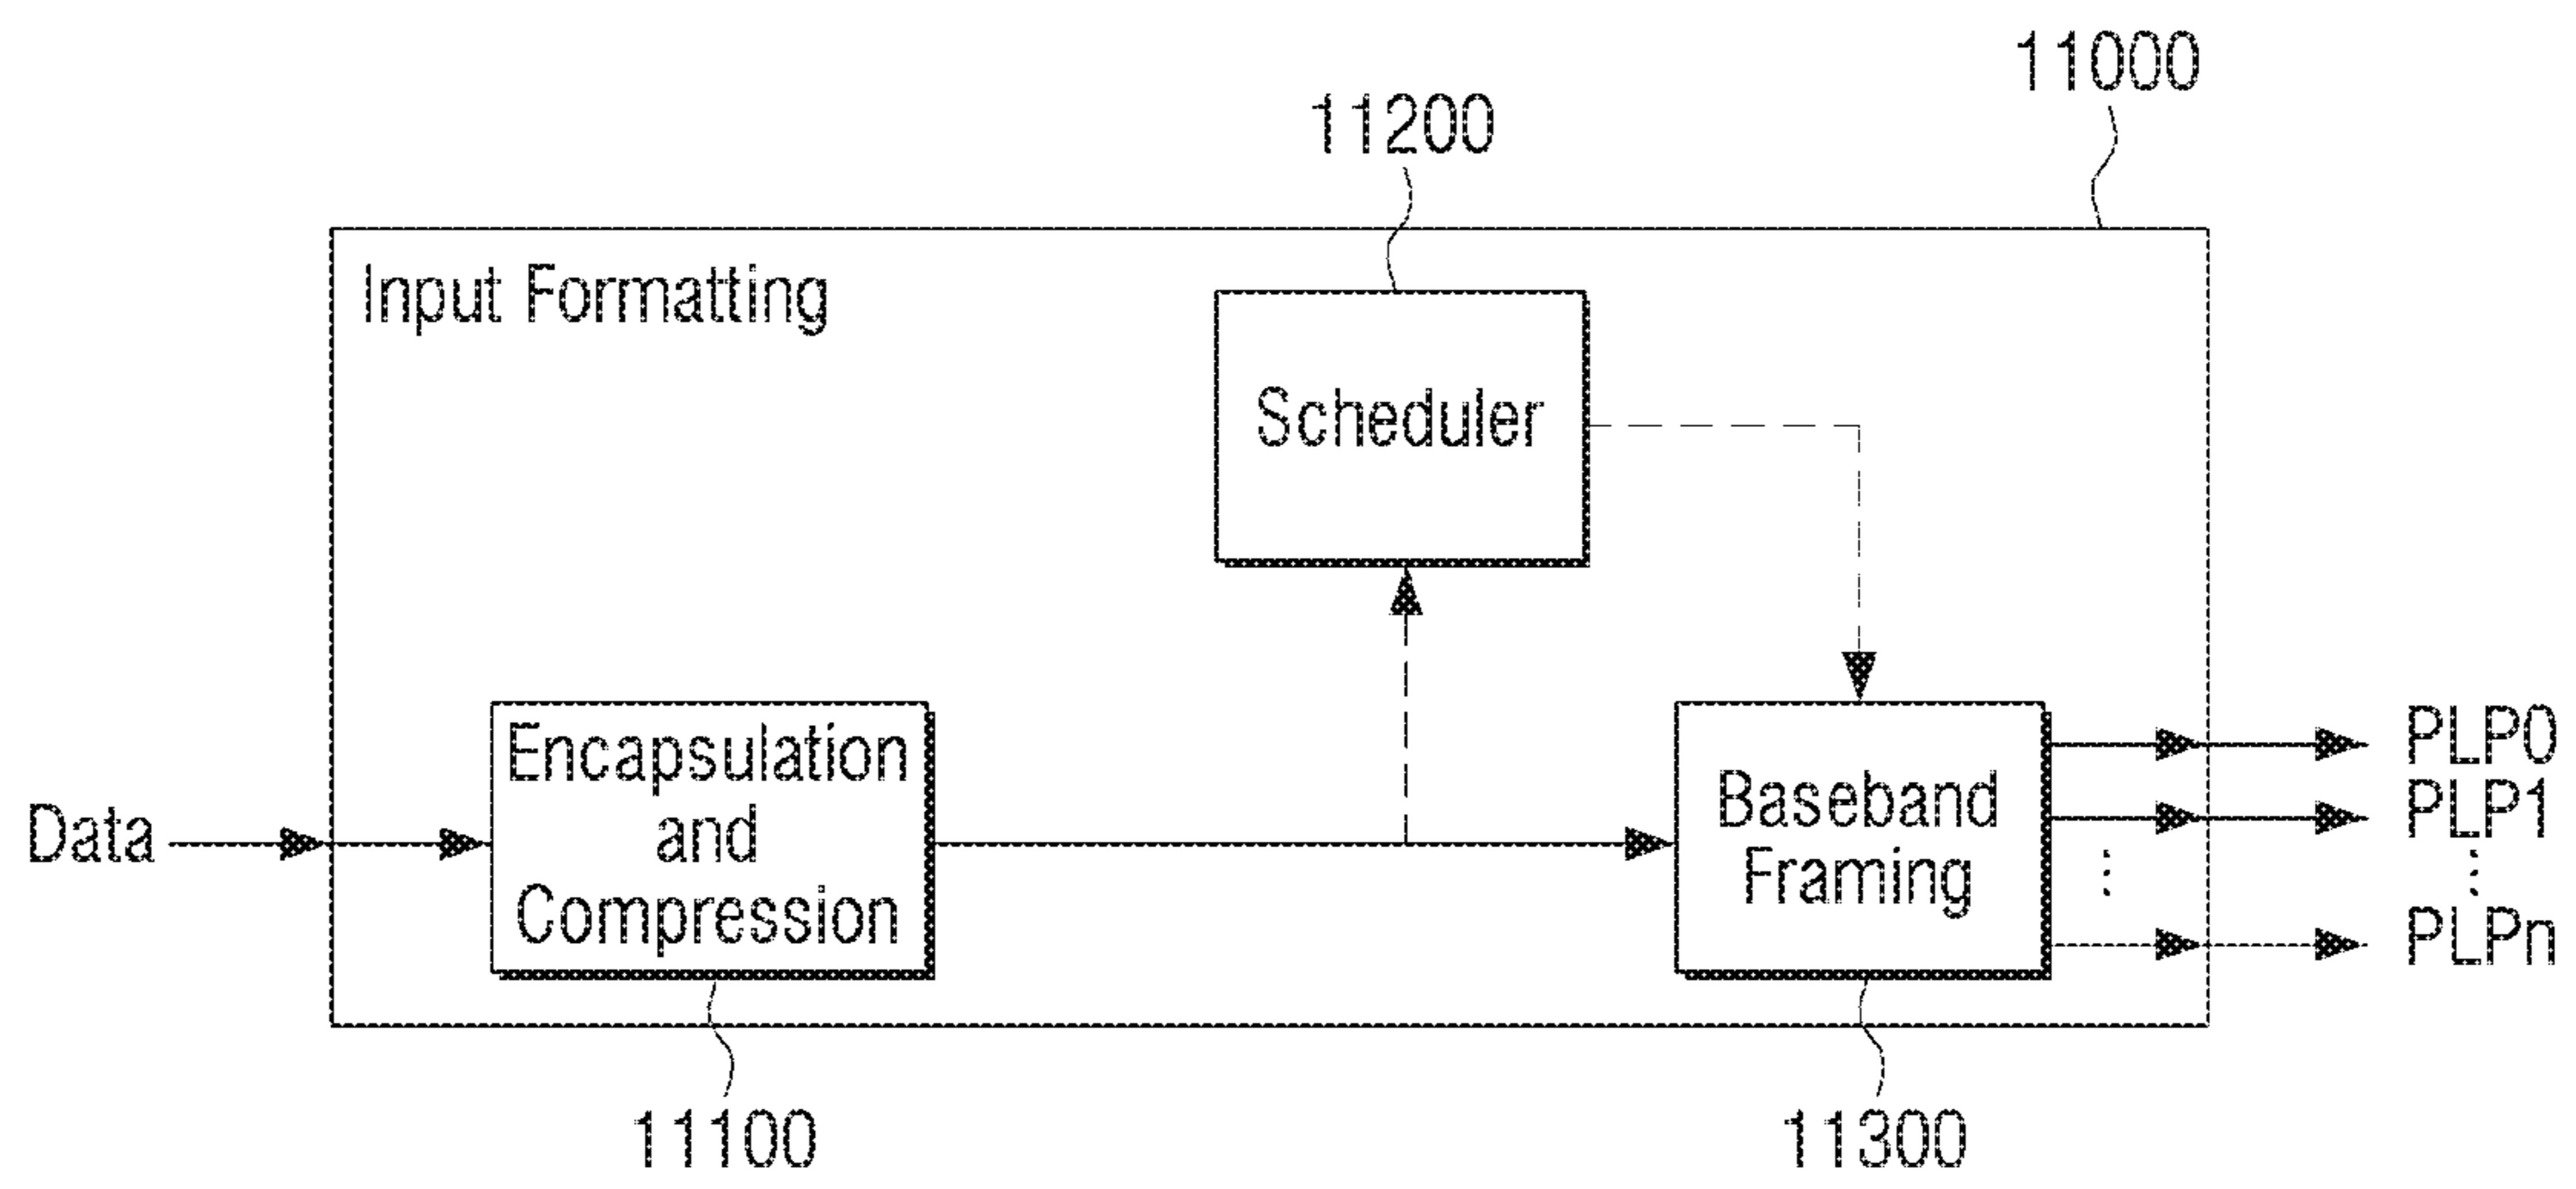 11000
11200
Input Formatting
Scheduler
Encapsulation
and
Compression
Data
Baseband
Framing
PLP0
PLP1
⋮
⋮
PLPn
11100
11300